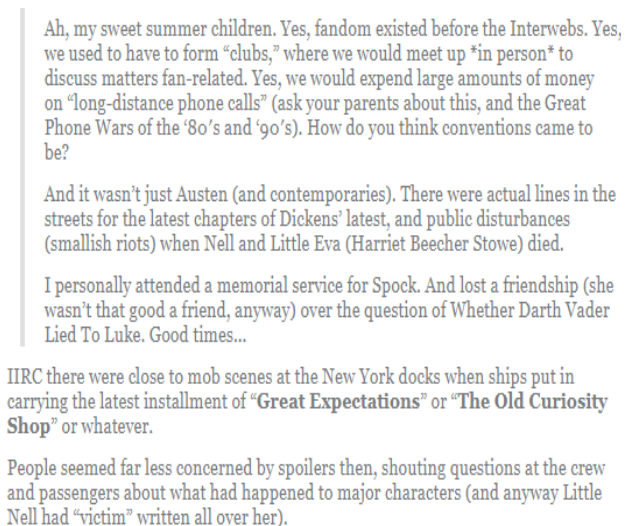 Ah, my sweet summer children. Yes, fandom existed before the Interwebs. Yes,
we used to have to form “clubs,” where we would meet up *in person* to
discuss matters fan-related. Yes, we would expend large amounts of money
on “long-distance phone calls” (ask your parents about this, and the Great
Phone Wars of the ‘80′s and ‘90′s). How do you think conventions came to
be?
And it wasn’t just Austen (and contemporaries). There were actual lines in the
streets for the latest chapters of Dickens’ latest, and public disturbances
(smallish riots) when Nell and Little Eva (Harriet Beecher Stowe) died.
I personally attended a memorial service for Spock. And lost a friendship (she
wasn’t that good a friend, anyway) over the question of Whether Darth Vader
Lied To Luke. Good times...
IIRC there were close to mob scenes at the New York docks when ships put in
carrying the latest installment of “Great Expectations” or “The Old Curiosity
Shop” or whatever.
People seemed far less concerned by spoilers then, shouting questions at the crew
and passengers about what had happened to major characters (and anyway Little
Nell had “victim” written all over her).